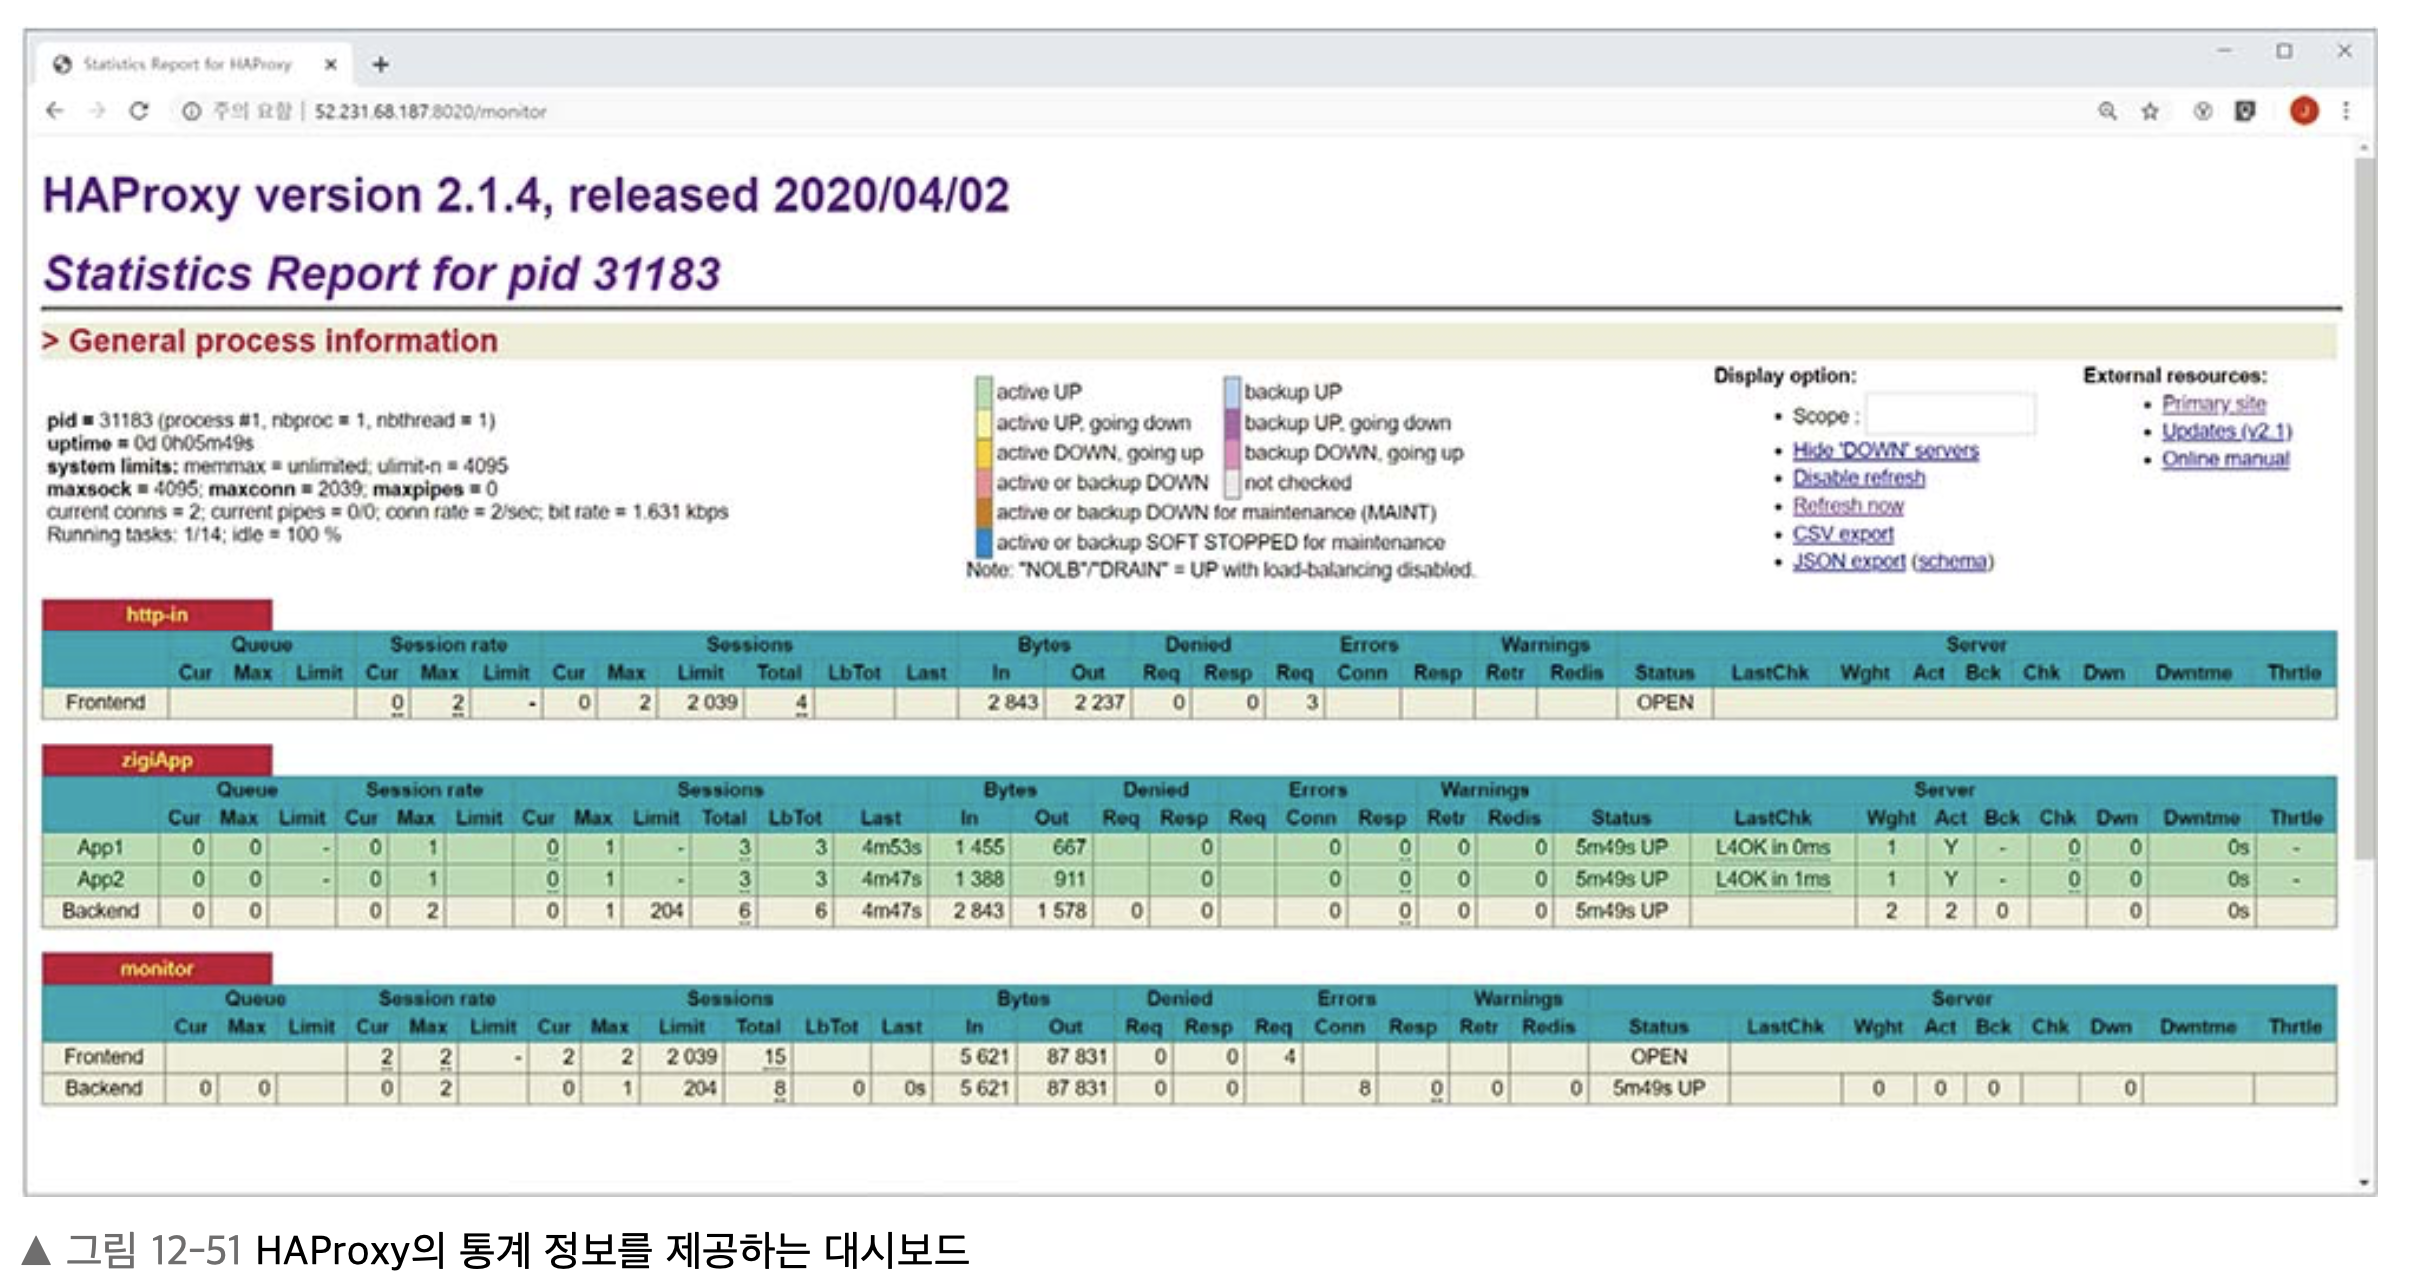 Statistics Report for HAProxy
주의 요함 | 52.231.68.187:8020/monitor
HAProxy version 2.1.4, released 2020/04/02
Statistics Report for pid 31183
> General process information
pid = 31183 (process #1, nbproc = 1, nbthread = 1)
uptime = 0d 0h05m49s
system limits: memmax = unlimited; ulimit-n = 4095
maxsock = 4095; maxconn = 2039; maxpipes = 0
current conns = 2; current pipes = 0/0; conn rate = 2/sec; bit rate = 1.631 kbps
Running tasks: 1/14; idle = 100 %
active UP backup UP
active UP, going down backup UP, going down
active DOWN, going up backup DOWN, going up
active or backup DOWN not checked
active or backup DOWN for maintenance (MAINT)
active or backup SOFT STOPPED for maintenance
Note: "NOLB"/"DRAIN" = UP with load-balancing disabled.
Display option:
• Scope :
• Hide 'DOWN' servers
• Disable refresh
• Refresh now
• CSV export
• JSON export (schema)
External resources:
• Primary site
• Updates (v2.1)
• Online manual
http-in
Queue Session rate Sessions Bytes Denied Errors Warnings Server
Cur Max Limit Cur Max Limit Cur Max Limit Total LbTot Last In Out Req Resp Req Conn Resp Retr Redis Status LastChk Wght Act Bck Chk Dwn Dwntme Thrtle
Frontend 0 2 - 0 2 2 039 4 2 843 2 237 0 0 3 OPEN
zigiApp
Queue Session rate Sessions Bytes Denied Errors Warnings Server
Cur Max Limit Cur Max Limit Cur Max Limit Total LbTot Last In Out Req Resp Req Conn Resp Retr Redis Status LastChk Wght Act Bck Chk Dwn Dwntme Thrtle
App1 0 0 - 0 1 0 1 - 3 3 4m53s 1 455 667 0 0 0 0 0 5m49s UP L4OK in 0ms 1 Y - 0 0 0s -
App2 0 0 - 0 1 0 1 - 3 3 4m47s 1 388 911 0 0 0 0 0 5m49s UP L4OK in 1ms 1 Y - 0 0 0s -
Backend 0 0 0 2 0 1 204 6 6 4m47s 2 843 1 578 0 0 0 0 0 0 5m49s UP 2 2 0 0 0s
monitor
Queue Session rate Sessions Bytes Denied Errors Warnings Server
Cur Max Limit Cur Max Limit Cur Max Limit Total LbTot Last In Out Req Resp Req Conn Resp Retr Redis Status LastChk Wght Act Bck Chk Dwn Dwntme Thrtle
Frontend 2 2 - 2 2 2 039 15 5 621 87 831 0 0 4 OPEN
Backend 0 0 0 2 0 1 204 8 0 0s 5 621 87 831 0 0 8 0 0 0 5m49s UP 0 0 0 0
▲ 그림 12-51 HAProxy의 통계 정보를 제공하는 대시보드